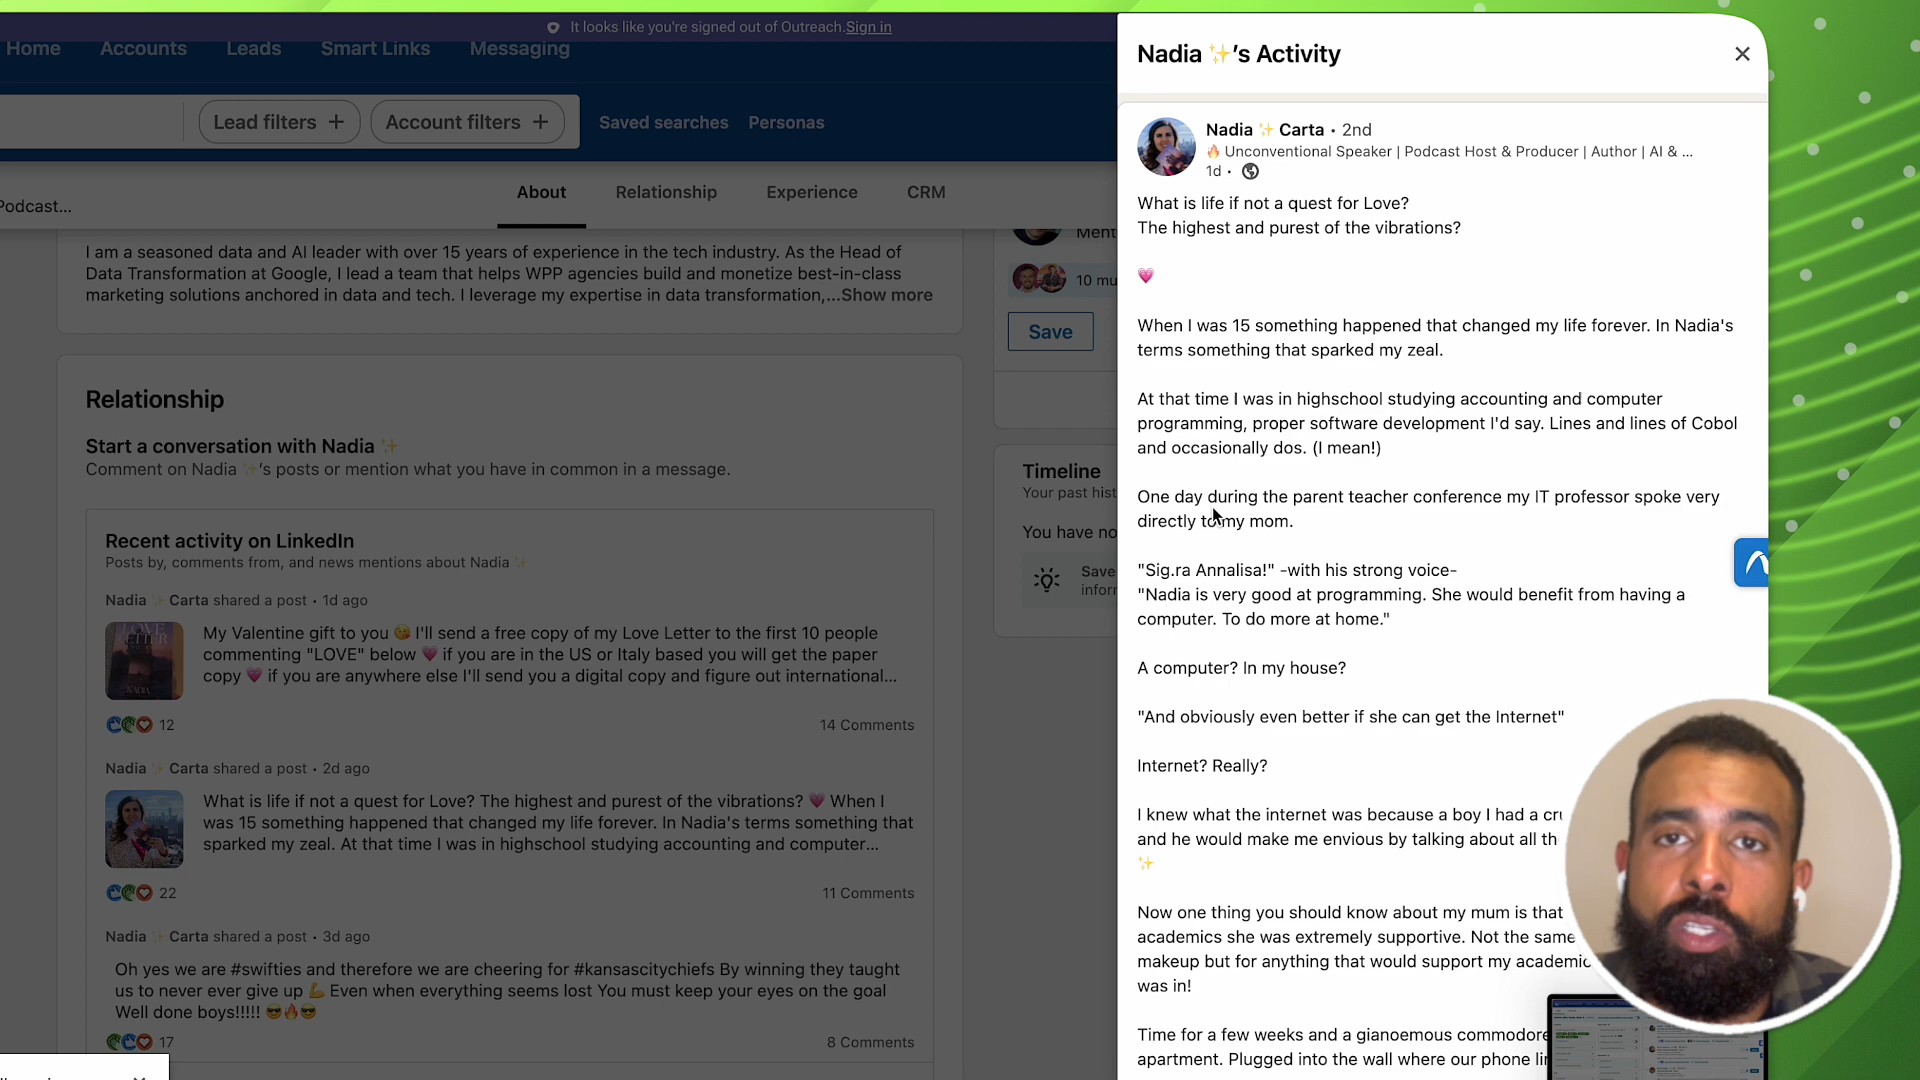 It looks like you're signed out of Outreach. Sign in
Home
Accounts
Leads
Smart Links
Messaging
Lead filters +
Account filters +
Saved searches
Personas
Podcast...
About
Relationship
Experience
CRM
I am a seasoned data and AI leader with over 15 years of experience in the tech industry. As the Head of
Data Transformation at Google, I lead a team that helps WPP agencies build and monetize best-in-class
marketing solutions anchored in data and tech. I leverage my expertise in data transformation,...Show more
10 mu
Save
Relationship
Start a conversation with Nadia ✨
Comment on Nadia ✨'s posts or mention what you have in common in a message.
Recent activity on LinkedIn
Posts by, comments from, and news mentions about Nadia ✨
Nadia ✨ Carta shared a post • 1d ago
My Valentine gift to you 😘 I'll send a free copy of my Love Letter to the first 10 people
commenting "LOVE" below 💗 if you are in the US or Italy based you will get the paper
copy 💗 if you are anywhere else I'll send you a digital copy and figure out international...
LOVE
LETTER
NADIA
12
14 Comments
Nadia ✨ Carta shared a post • 2d ago
What is life if not a quest for Love? The highest and purest of the vibrations? 💗 When I
was 15 something happened that changed my life forever. In Nadia's terms something that
sparked my zeal. At that time I was in highschool studying accounting and computer...
22
11 Comments
Nadia ✨ Carta shared a post • 3d ago
Oh yes we are #swifties and therefore we are cheering for #kansascitychiefs By winning they taught
us to never ever give up 💪 Even when everything seems lost You must keep your eyes on the goal
Well done boys!!!!! 😎🔥😎
17
8 Comments
Timeline
Your past hist
You have no
Save
inforn
Nadia ✨'s Activity
Nadia ✨ Carta • 2nd
🔥 Unconventional Speaker | Podcast Host & Producer | Author | AI & ...
1d •
What is life if not a quest for Love?
The highest and purest of the vibrations?
💗
When I was 15 something happened that changed my life forever. In Nadia's
terms something that sparked my zeal.
At that time I was in highschool studying accounting and computer
programming, proper software development I'd say. Lines and lines of Cobol
and occasionally dos. (I mean!)
One day during the parent teacher conference my IT professor spoke very
directly to my mom.
"Sig.ra Annalisa!" -with his strong voice-
"Nadia is very good at programming. She would benefit from having a
computer. To do more at home."
A computer? In my house?
"And obviously even better if she can get the Internet"
Internet? Really?
I knew what the internet was because a boy I had a cru
and he would make me envious by talking about all th
✨
Now one thing you should know about my mum is that
academics she was extremely supportive. Not the same
makeup but for anything that would support my academic
was in!
Time for a few weeks and a gianoemous commodore
apartment. Plugged into the wall where our phone li